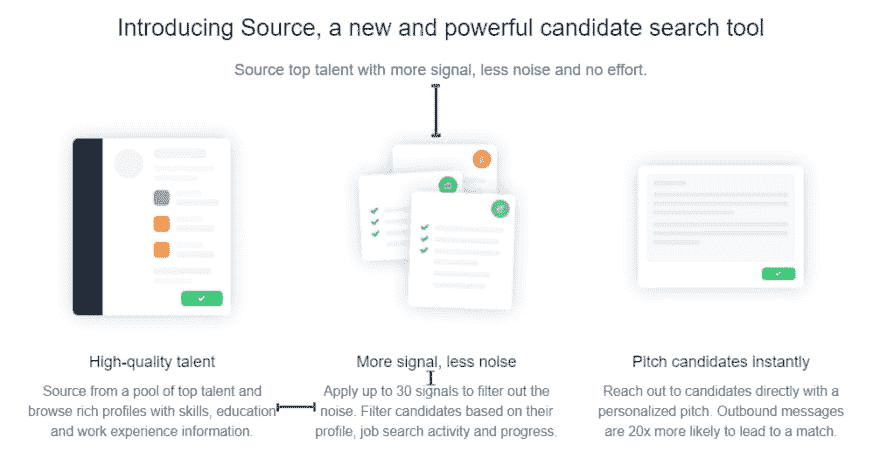 Introducing Source, a new and powerful candidate search tool
Source top talent with more signal, less noise and no effort.
High-quality talent
Source from a pool of top talent and
browse rich profiles with skills, education
and work experience information.
More signal, less noise
Apply up to 30 signals to filter out the
noise. Filter candidates based on their
profile, job search activity and progress.
Pitch candidates instantly
Reach out to candidates directly with a
personalized pitch. Outbound messages
are 20x more likely to lead to a match.